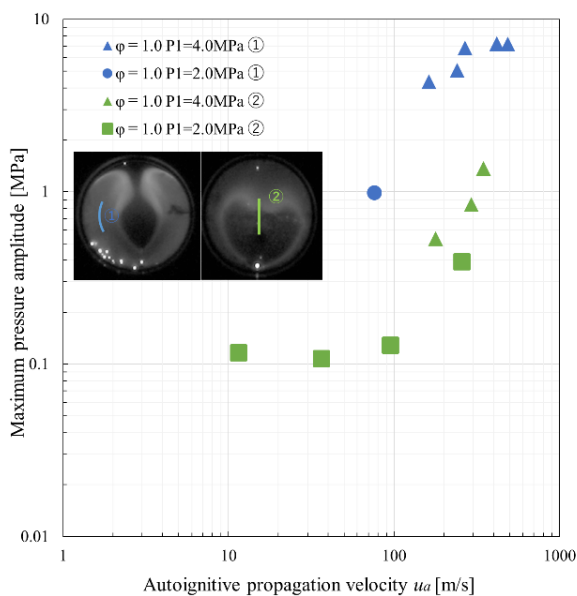 10
φ = 1.0 P1=4.0MPa ①
φ = 1.0 P1=2.0MPa ①
φ = 1.0 P1=4.0MPa ②
φ = 1.0 P1=2.0MPa ②
①
②
1
0.1
0.01
Maximum pressure amplitude [MPa]
1
10
100
1000
Autoignitive propagation velocity ua [m/s]